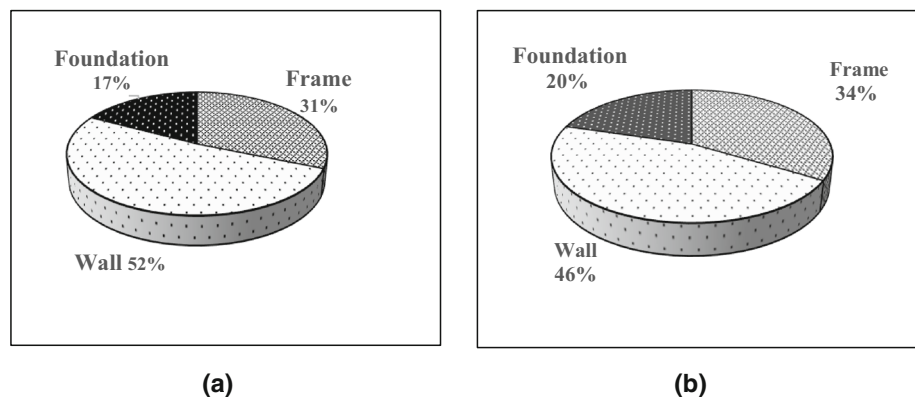 Foundation
17%
Frame
31%
Wall 52%
(a)
Foundation
20%
Frame
34%
Wall
46%
(b)